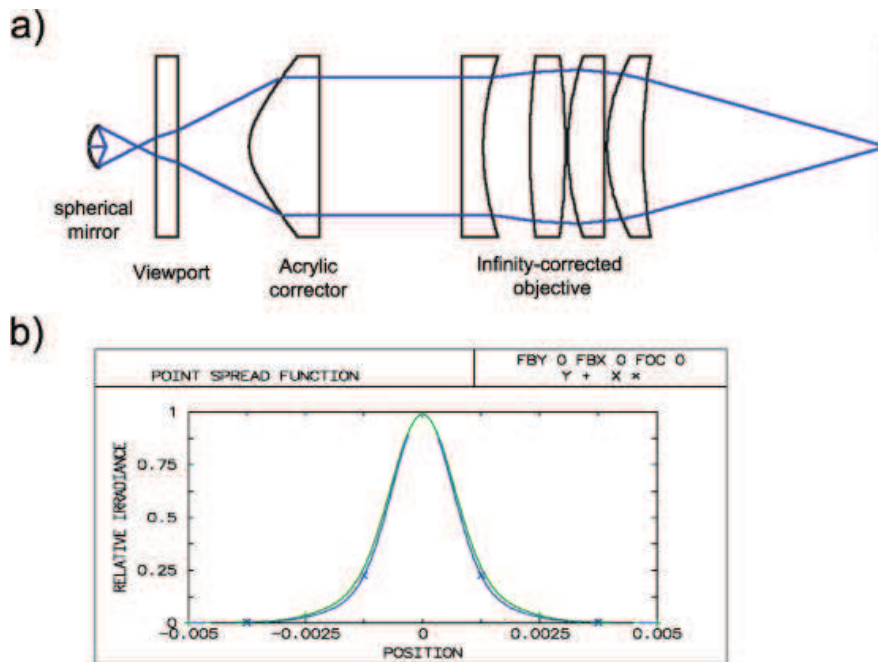 a)
spherical
mirror
Viewport
Acrylic
corrector
Infinity-corrected
objective
b)
POINT SPREAD FUNCTION
FBY 0 FBX 0 FOC 0
Y + X ×
RELATIVE IRRADIANCE
1
0.75
0.5
0.25
0
-0.005
-0.0025
0
0.0025
0.005
POSITION